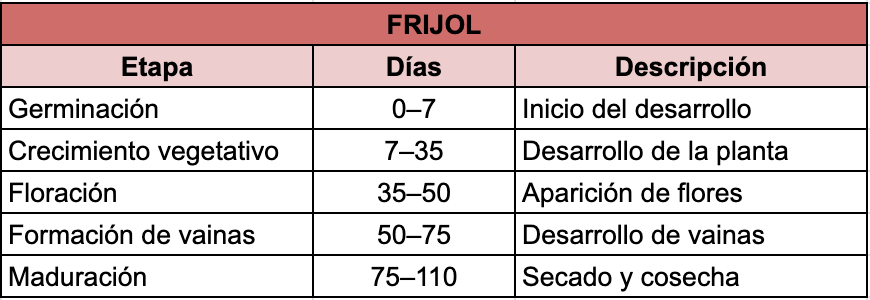 FRIJOL
Etapa Días Descripción
Germinación 0–7 Inicio del desarrollo
Crecimiento vegetativo 7–35 Desarrollo de la planta
Floración 35–50 Aparición de flores
Formación de vainas 50–75 Desarrollo de vainas
Maduración 75–110 Secado y cosecha